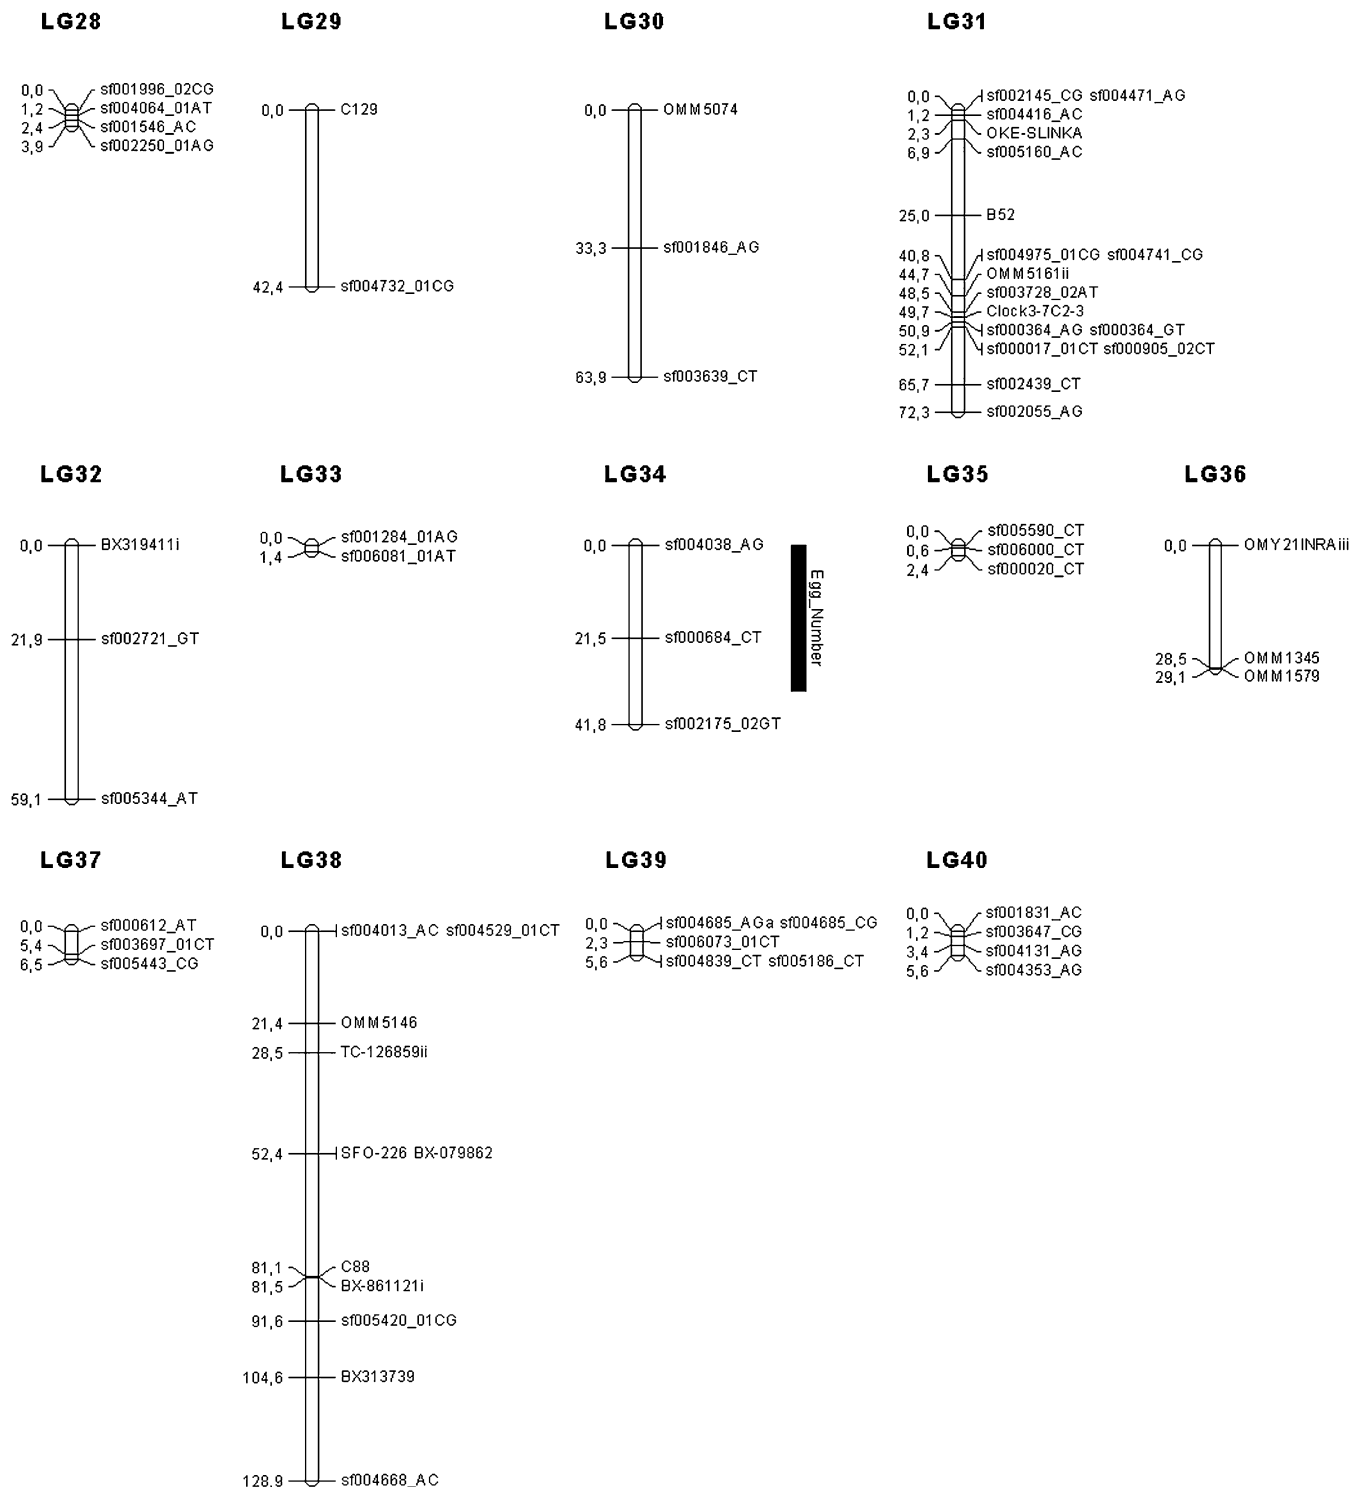 LG28
0,0 sf001996_02CG
1,2 sf004064_01AT
2,4 sf001546_AC
3,9 sf002250_01AG
LG29
0,0 C129
42,4 sf004732_01CG
LG30
0,0 OMM5074
33,3 sf001846_AG
63,9 sf003639_CT
LG31
0,0 sf002145_CG sf004471_AG
1,2 sf004416_AC
2,3 OKE-SLINKA
6,9 sf005160_AC
25,0 B52
40,8 sf004975_01CG sf004741_CG
44,7 OMM5161ii
48,5 sf003728_02AT
49,7 Clock3-7C2-3
50,9 sf000364_AG sf000364_GT
52,1 sf000017_01CT sf000905_02CT
65,7 sf002439_CT
72,3 sf002055_AG
LG32
0,0 BX319411i
21,9 sf002721_GT
59,1 sf005344_AT
LG33
0,0 sf001284_01AG
1,4 sf006081_01AT
LG34
0,0 sf004038_AG
21,5 sf000684_CT
41,8 sf002175_02GT
Egg_Number
LG35
0,0 sf005590_CT
0,6 sf006000_CT
2,4 sf000020_CT
LG36
0,0 OMY21INRAiii
28,5 OMM1345
29,1 OMM1579
LG37
0,0 sf000612_AT
5,4 sf003697_01CT
6,5 sf005443_CG
LG38
0,0 sf004013_AC sf004529_01CT
21,4 OMM5146
28,5 TC-126859ii
52,4 SFO-226 BX-079862
81,1 C88
81,5 BX-861121i
91,6 sf005420_01CG
104,6 BX313739
128,9 sf004668_AC
LG39
0,0 sf004685_AGa sf004685_CG
2,3 sf006073_01CT
5,6 sf004839_CT sf005186_CT
LG40
0,0 sf001831_AC
1,2 sf003647_CG
3,4 sf004131_AG
5,6 sf004353_AG